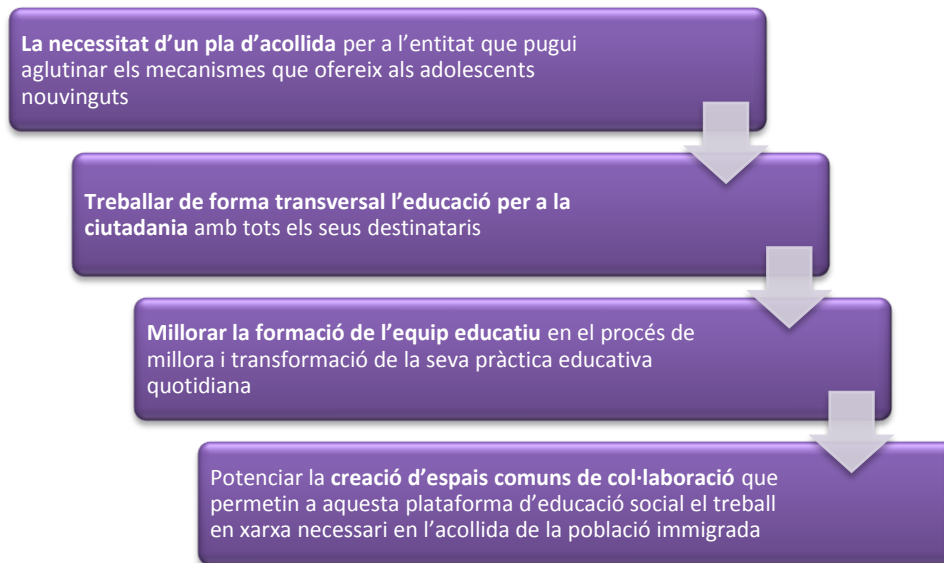 La necessitat d'un pla d'acollida per a l'entitat que pugui
aglutinar els mecanismes que ofereix als adolescents
nouvinguts
Treballar de forma transversal l'educació per a la
ciutadania amb tots els seus destinataris
Millorar la formació de l'equip educatiu en el procés de
millora i transformació de la seva pràctica educativa
quotidiana
Potenciar la creació d'espais comuns de col·laboració que
permetin a aquesta plataforma d'educació social el treball
en xarxa necessari en l'acollida de la població immigrada